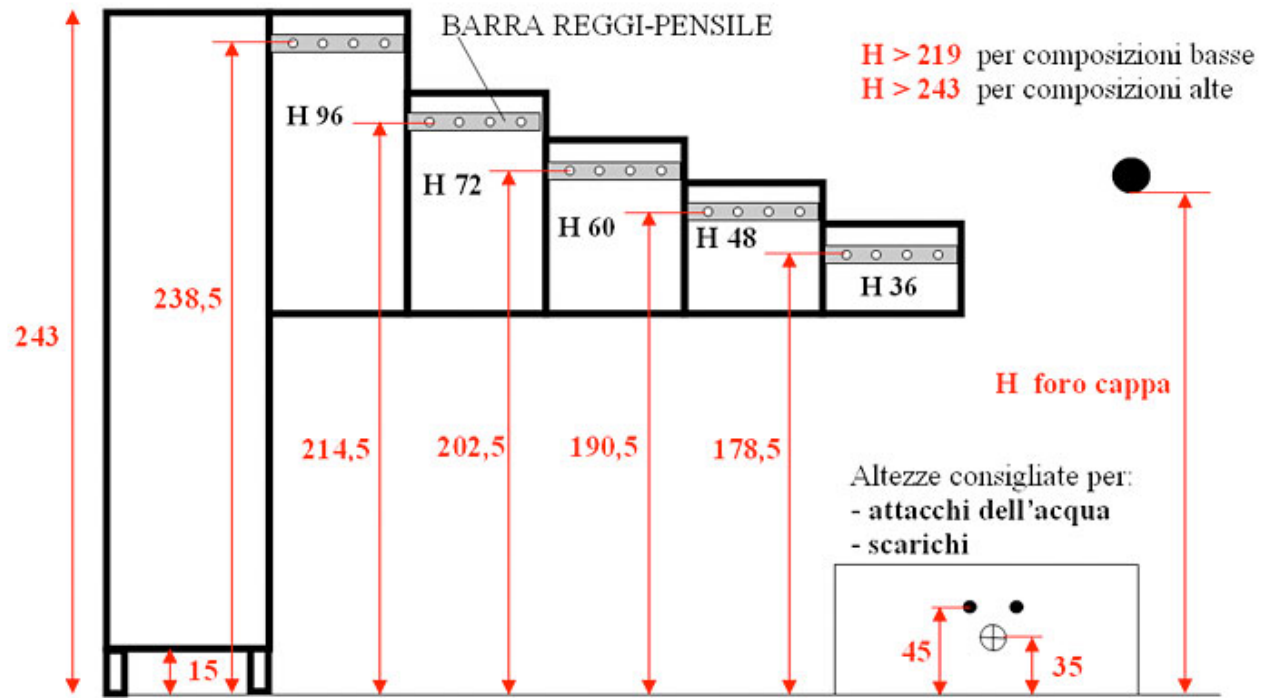 BARRA REGGI-PENSILE
H > 219 per composizioni basse
H > 243 per composizioni alte
H 96
H 72
H 60
H 48
H 36
238,5
243
214,5
202,5
190,5
178,5
H foro cappa
Altezze consigliate per:
- attacchi dell'acqua
- scarichi
15
45
35